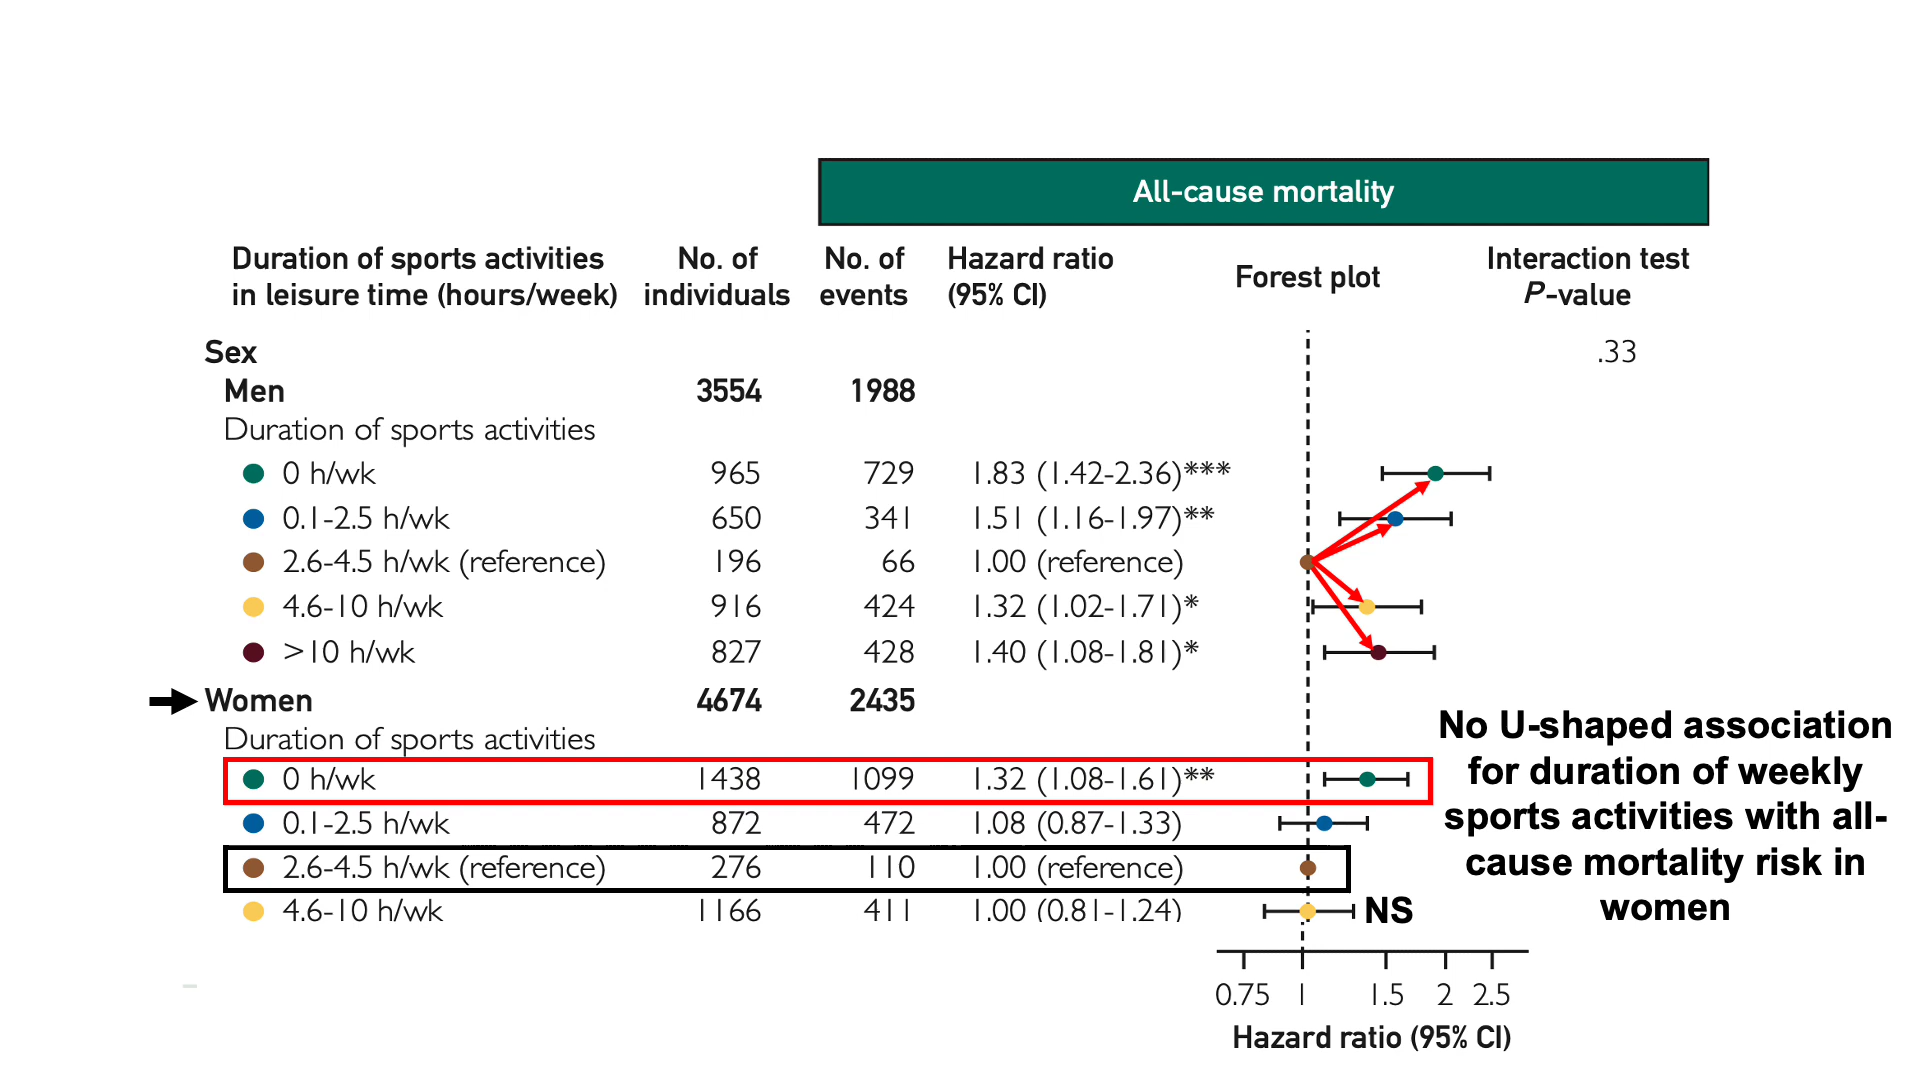 All-cause mortality
Duration of sports activities in leisure time (hours/week) No. of individuals No. of events Hazard ratio (95% CI) Forest plot Interaction test P-value
Sex .33
Men 3554 1988
Duration of sports activities
0 h/wk 965 729 1.83 (1.42-2.36)***
0.1-2.5 h/wk 650 341 1.51 (1.16-1.97)**
2.6-4.5 h/wk (reference) 196 66 1.00 (reference)
4.6-10 h/wk 916 424 1.32 (1.02-1.71)*
>10 h/wk 827 428 1.40 (1.08-1.81)*
Women 4674 2435
Duration of sports activities
0 h/wk 1438 1099 1.32 (1.08-1.61)**
0.1-2.5 h/wk 872 472 1.08 (0.87-1.33)
2.6-4.5 h/wk (reference) 276 110 1.00 (reference)
4.6-10 h/wk 1166 411 1.00 (0.81-1.24) NS
No U-shaped association
for duration of weekly
sports activities with all-
cause mortality risk in
women
0.75 1 1.5 2 2.5
Hazard ratio (95% CI)